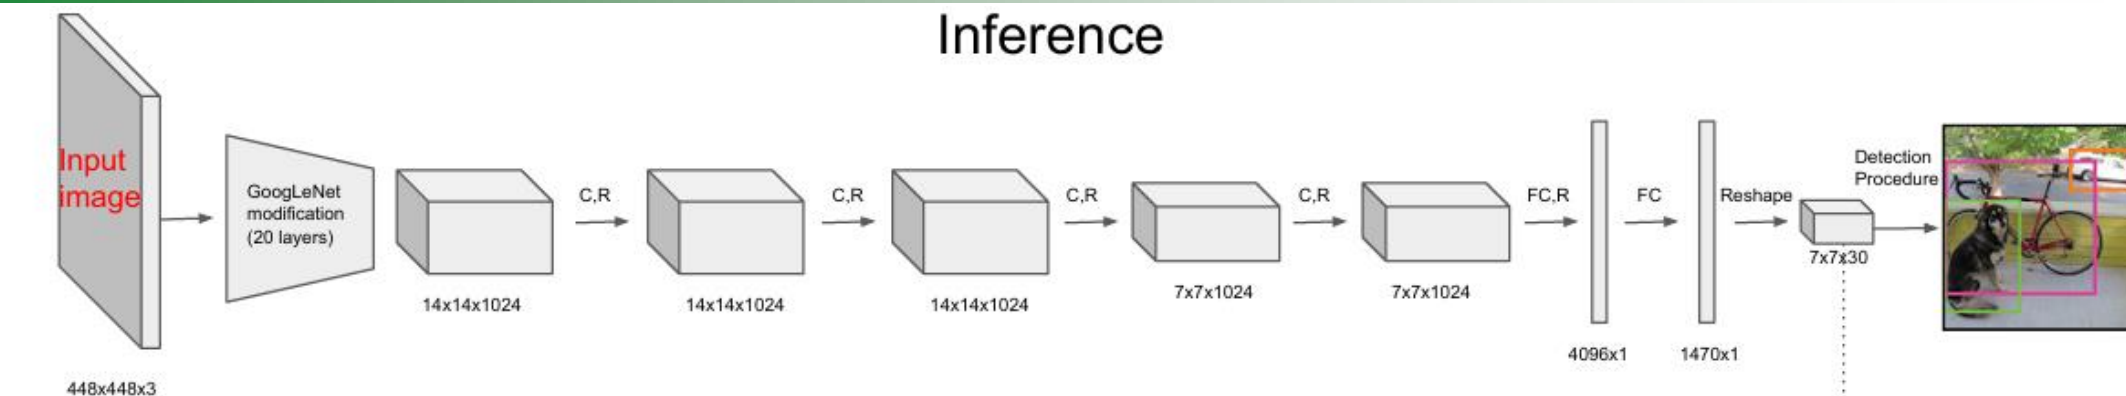 Inference
Input
image
448x448x3
GoogLeNet
modification
(20 layers)
14x14x1024
C,R
14x14x1024
C,R
14x14x1024
C,R
7x7x1024
C,R
7x7x1024
FC,R
4096x1
FC
1470x1
Reshape
7x7x30
Detection
Procedure